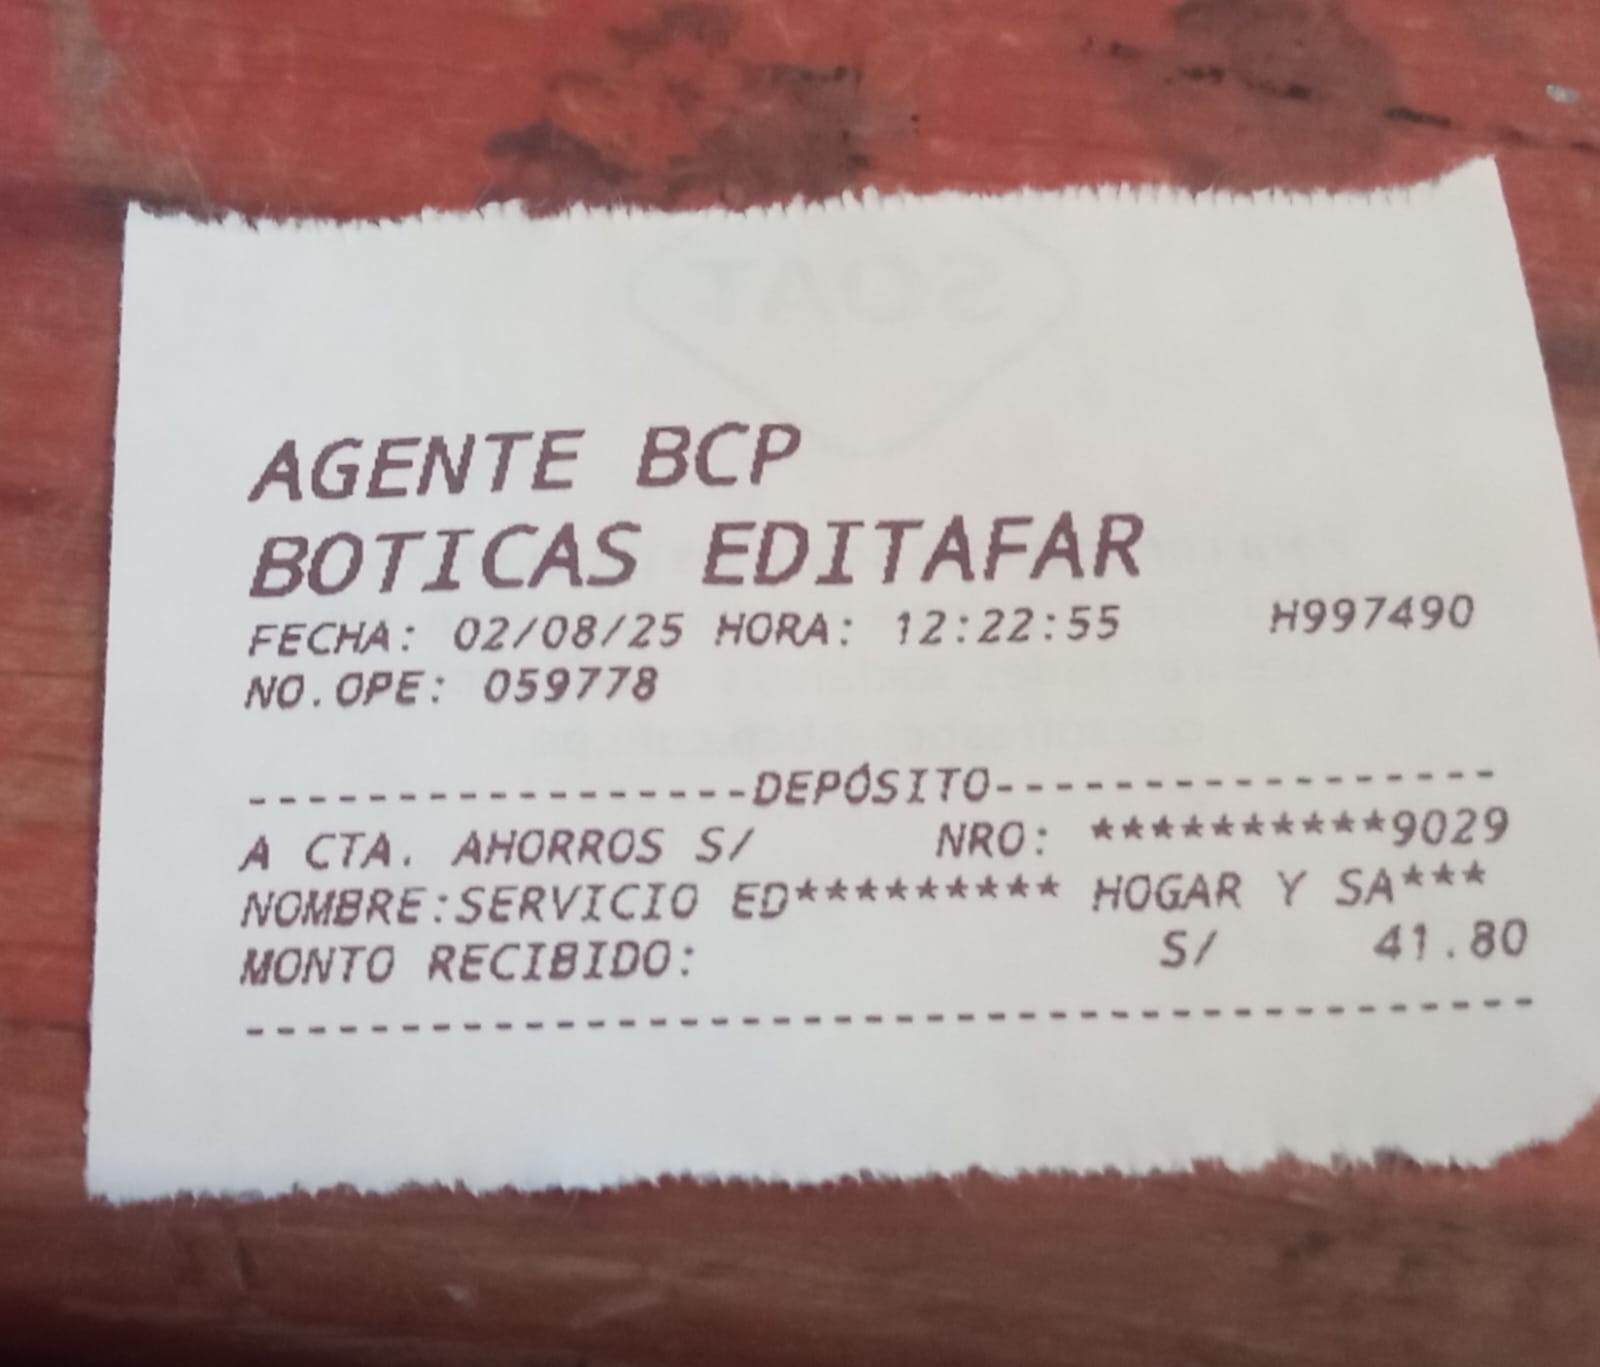 AGENTE BCP
BOTICAS EDITAFAR
FECHA: 02/08/25 HORA: 12:22:55 H997490
NO.OPE: 059778
------------------DEPÓSITO-----------------
A CTA. AHORROS S/ NRO: **********9029
NOMBRE:SERVICIO ED********* HOGAR Y SA***
MONTO RECIBIDO: S/ 41.80
------------------------------------------
SOAT